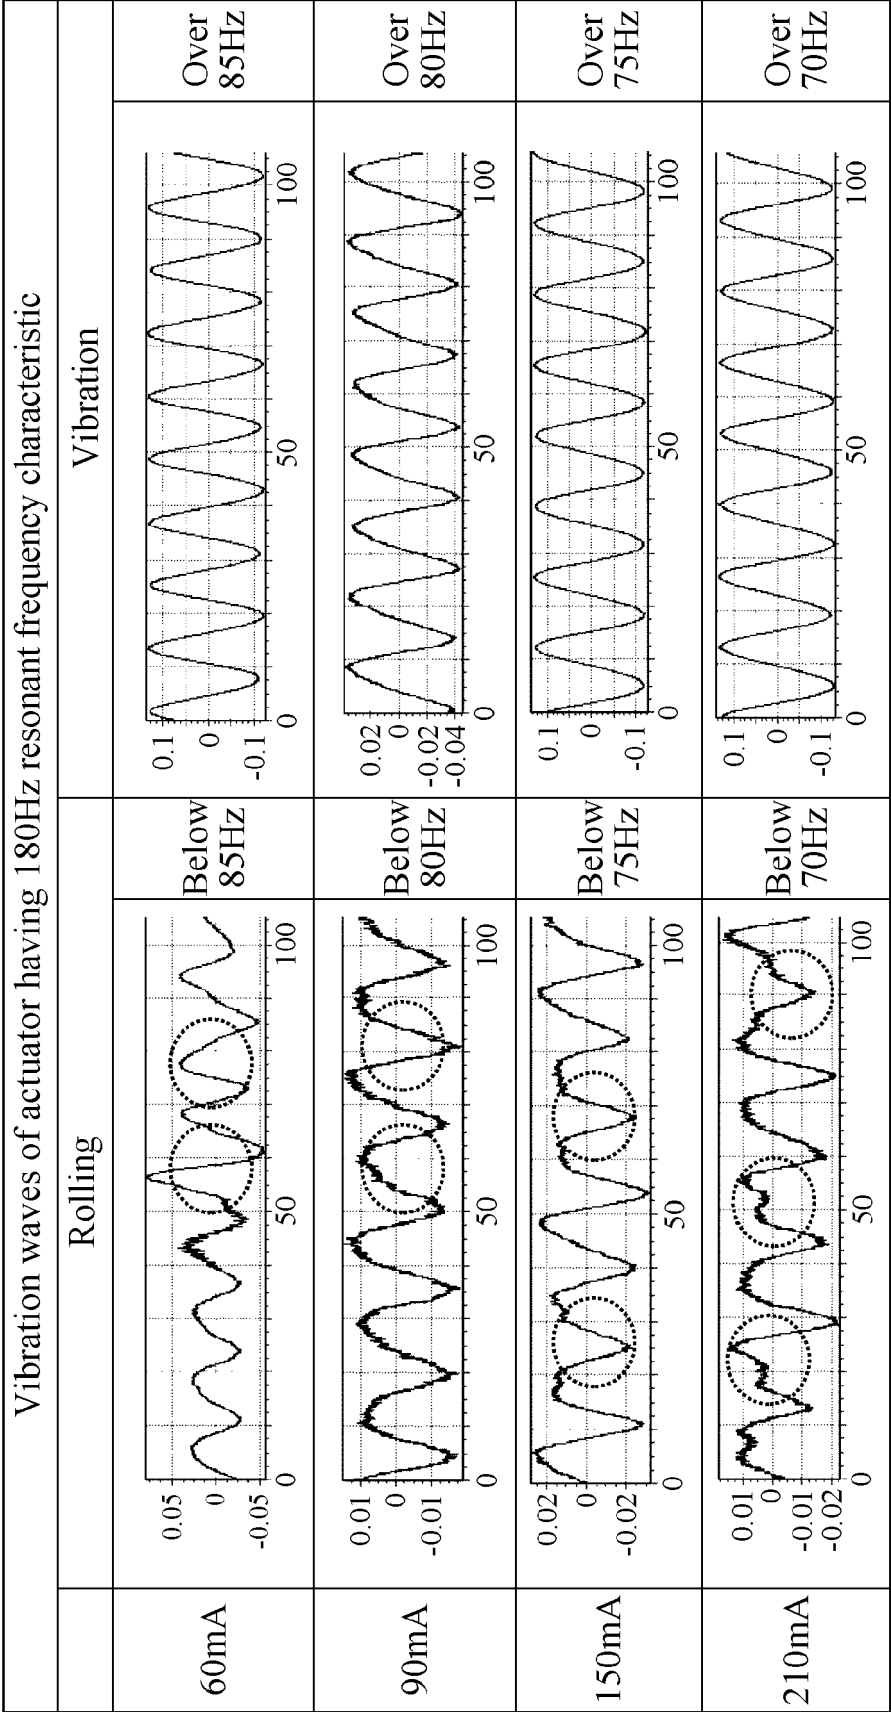 Vibration waves of actuator having 180Hz resonant frequency characteristic
Rolling
Vibration
60mA
0.05
0
-0.05
0
50
100
Below
85Hz
0.1
0
-0.1
0
50
100
Over
85Hz
90mA
0.01
0
-0.01
0
50
100
Below
80Hz
0.02
0
-0.02
-0.04
0
50
100
Over
80Hz
150mA
0.02
0
-0.02
0
50
100
Below
75Hz
0.1
0
-0.1
0
50
100
Over
75Hz
210mA
0.01
0
-0.01
-0.02
0
50
100
Below
70Hz
0.1
0
-0.1
0
50
100
Over
70Hz